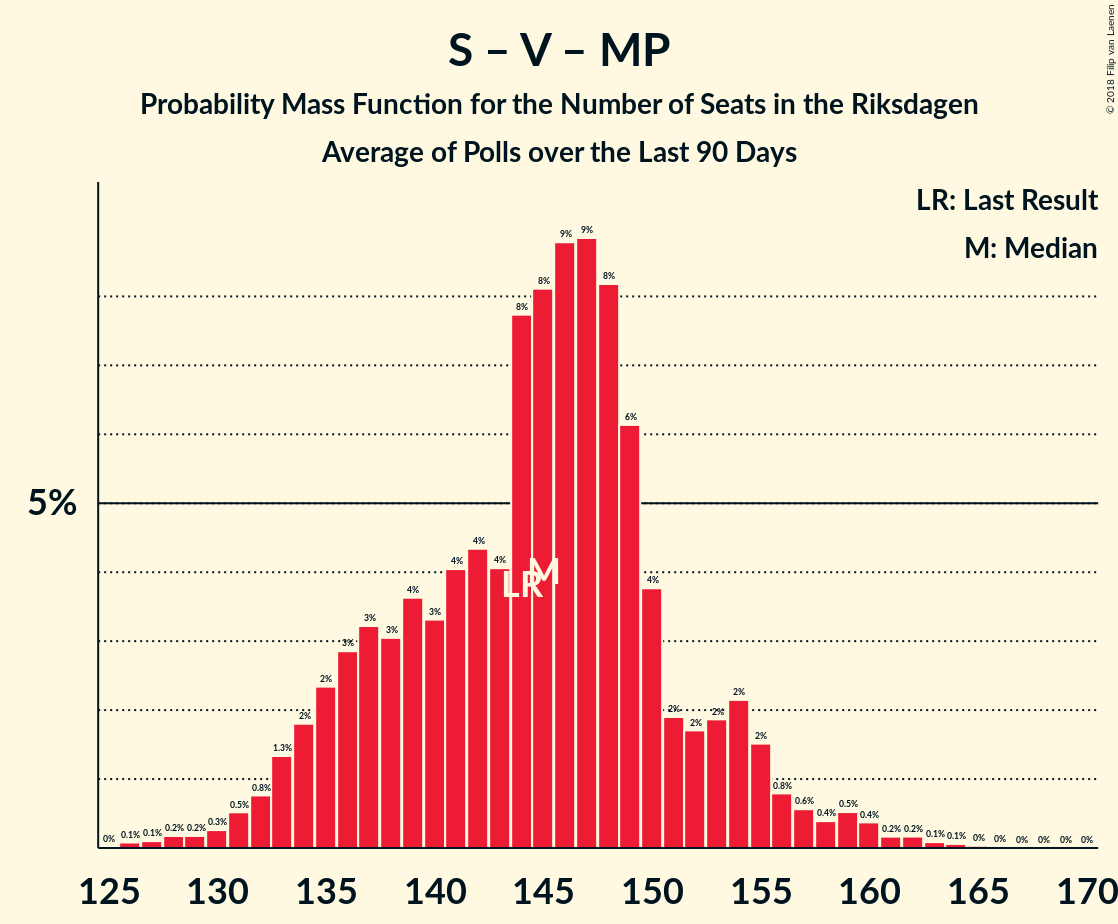 S – V – MP
Probability Mass Function for the Number of Seats in the Riksdagen
Average of Polls over the Last 90 Days
© 2018 Filip van Laenen
LR: Last Result
M: Median
5%
0% 0.1% 0.1% 0.2% 0.2% 0.3% 0.5% 0.8% 1.3% 2% 2% 3% 3% 3% 4% 3% 4% 4% 4% 8% 8% 9% 9% 8% 6% 4% 2% 2% 2% 2% 2% 0.8% 0.6% 0.4% 0.5% 0.4% 0.2% 0.2% 0.1% 0.1% 0% 0% 0% 0% 0% 0%
LR M
125 130 135 140 145 150 155 160 165 170